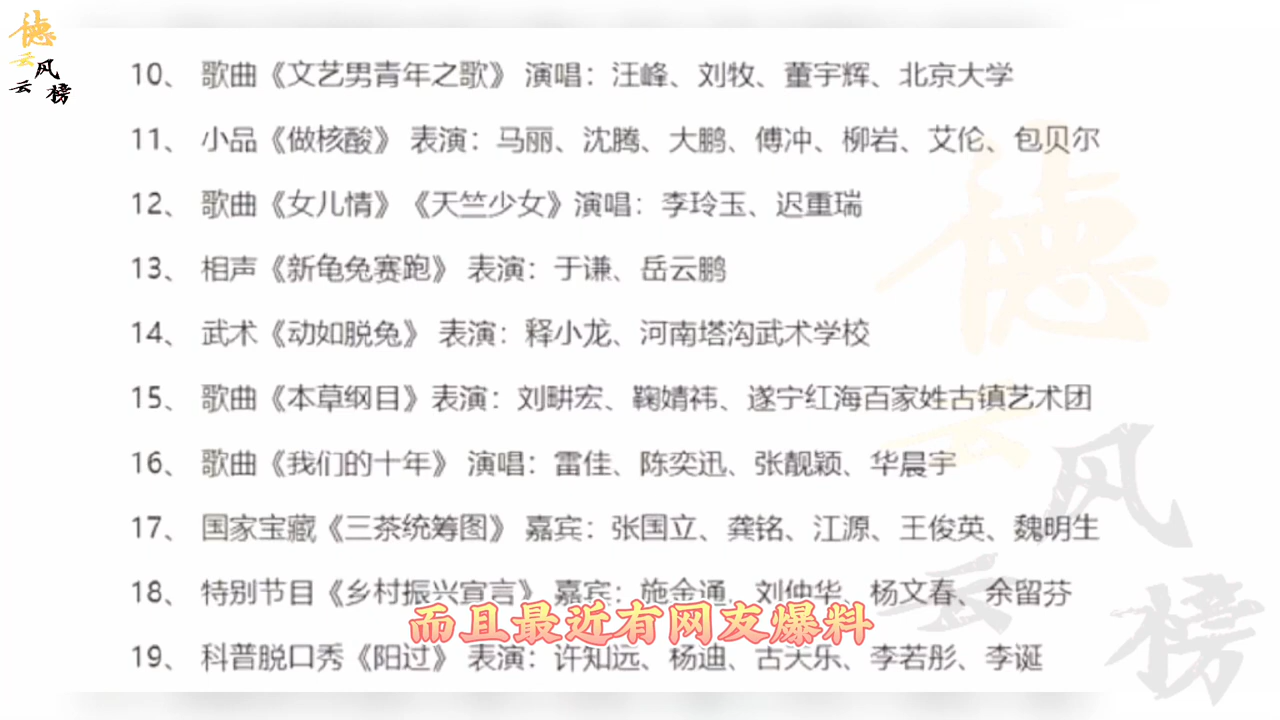 德云风云榜
10、 歌曲《文艺男青年之歌》 演唱：汪峰、刘牧、董宇辉、北京大学
11、 小品《做核酸》 表演：马丽、沈腾、大鹏、傅冲、柳岩、艾伦、包贝尔
12、 歌曲《女儿情》《天竺少女》演唱：李玲玉、迟重瑞
13、 相声《新龟兔赛跑》 表演：于谦、岳云鹏
14、 武术《动如脱兔》 表演：释小龙、河南塔沟武术学校
15、 歌曲《本草纲目》表演：刘畊宏、鞠婧祎、遂宁红海百家姓古镇艺术团
16、 歌曲《我们的十年》 演唱：雷佳、陈奕迅、张靓颖、华晨宇
17、 国家宝藏《三茶统筹图》 嘉宾：张国立、龚铭、江源、王俊英、魏明生
18、 特别节目《乡村振兴宣言》 嘉宾：施金通、刘仲华、杨文春、余留芬
而且最近有网友爆料
19、 科普脱口秀《阳过》 表演：许知远、杨迪、古天乐、李若彤、李诞
德云风云榜